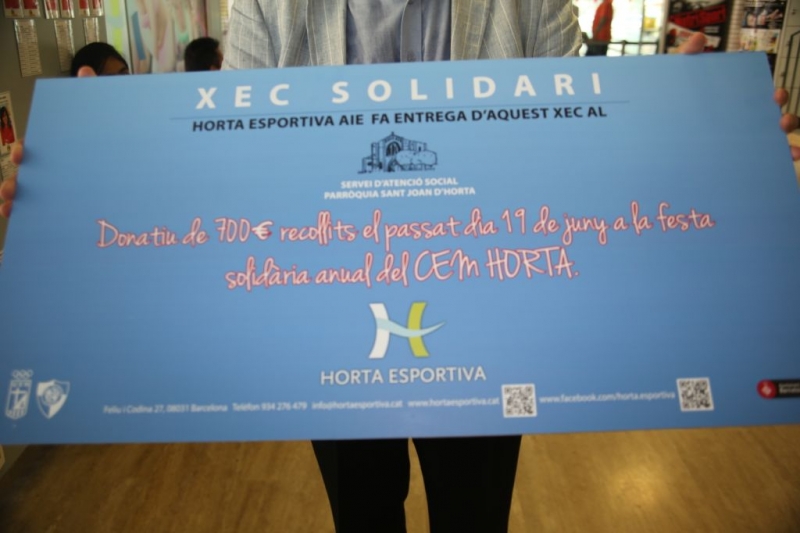 XEC SOLIDARI
HORTA ESPORTIVA AIE FA ENTREGA D'AQUEST XEC AL
SERVEI D'ATENCIÓ SOCIAL
PARRÒQUIA SANT JOAN D'HORTA
Donatiu de 700€ recollits el passat dia 19 de juny a la festa
solidària anual del CEM HORTA.
HORTA ESPORTIVA
Feliu i Codina 27, 08031 Barcelona Telèfon 934 276 479 info@hortaesportiva.cat www.hortaesportiva.cat www.facebook.com/horta.esportiva